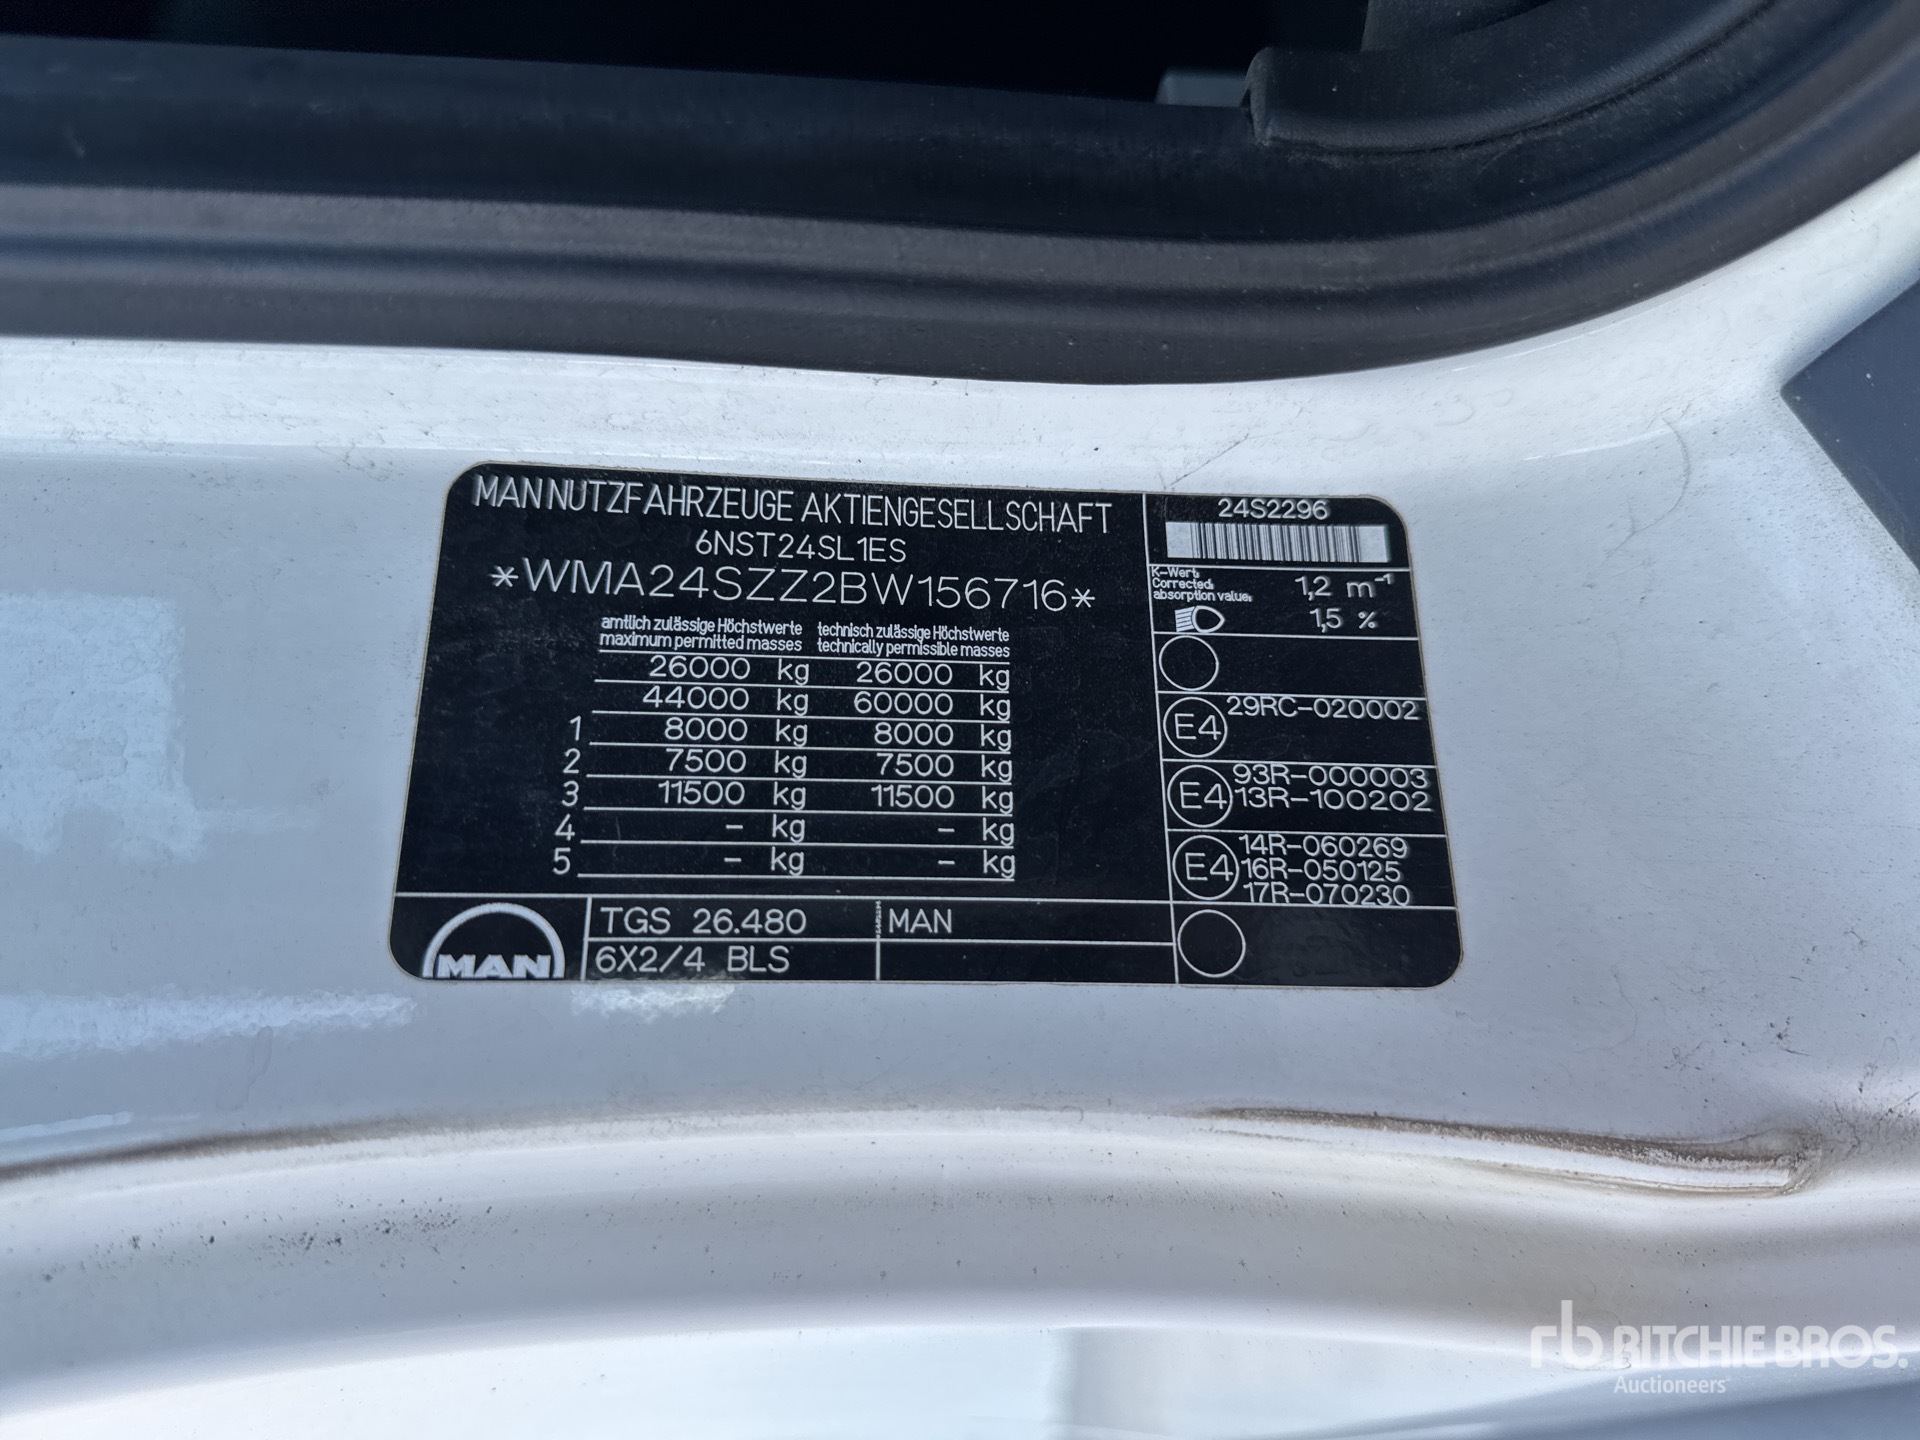 MAN NUTZFAHRZEUGE AKTIENGESELLSCHAFT
6NST24SL1ES
*WMA24SZZ2BW156716*
amtlich zulässige Höchstwerte technisch zulässige Höchstwerte
maximum permitted masses technically permissible masses
26000 kg 26000 kg
44000 kg 60000 kg
1 8000 kg 8000 kg
2 7500 kg 7500 kg
3 11500 kg 11500 kg
4 - kg - kg
5 - kg - kg
MAN
TGS 26.480 MAN
6X2/4 BLS
24S2296
K-Wert:
Corrected
absorption value:
1,2 m⁻¹
1,5 %
E4 29RC-020002
E4 93R-000003
13R-100202
E4 14R-060269
16R-050125
17R-070230
rb RITCHIE BROS.
Auctioneers